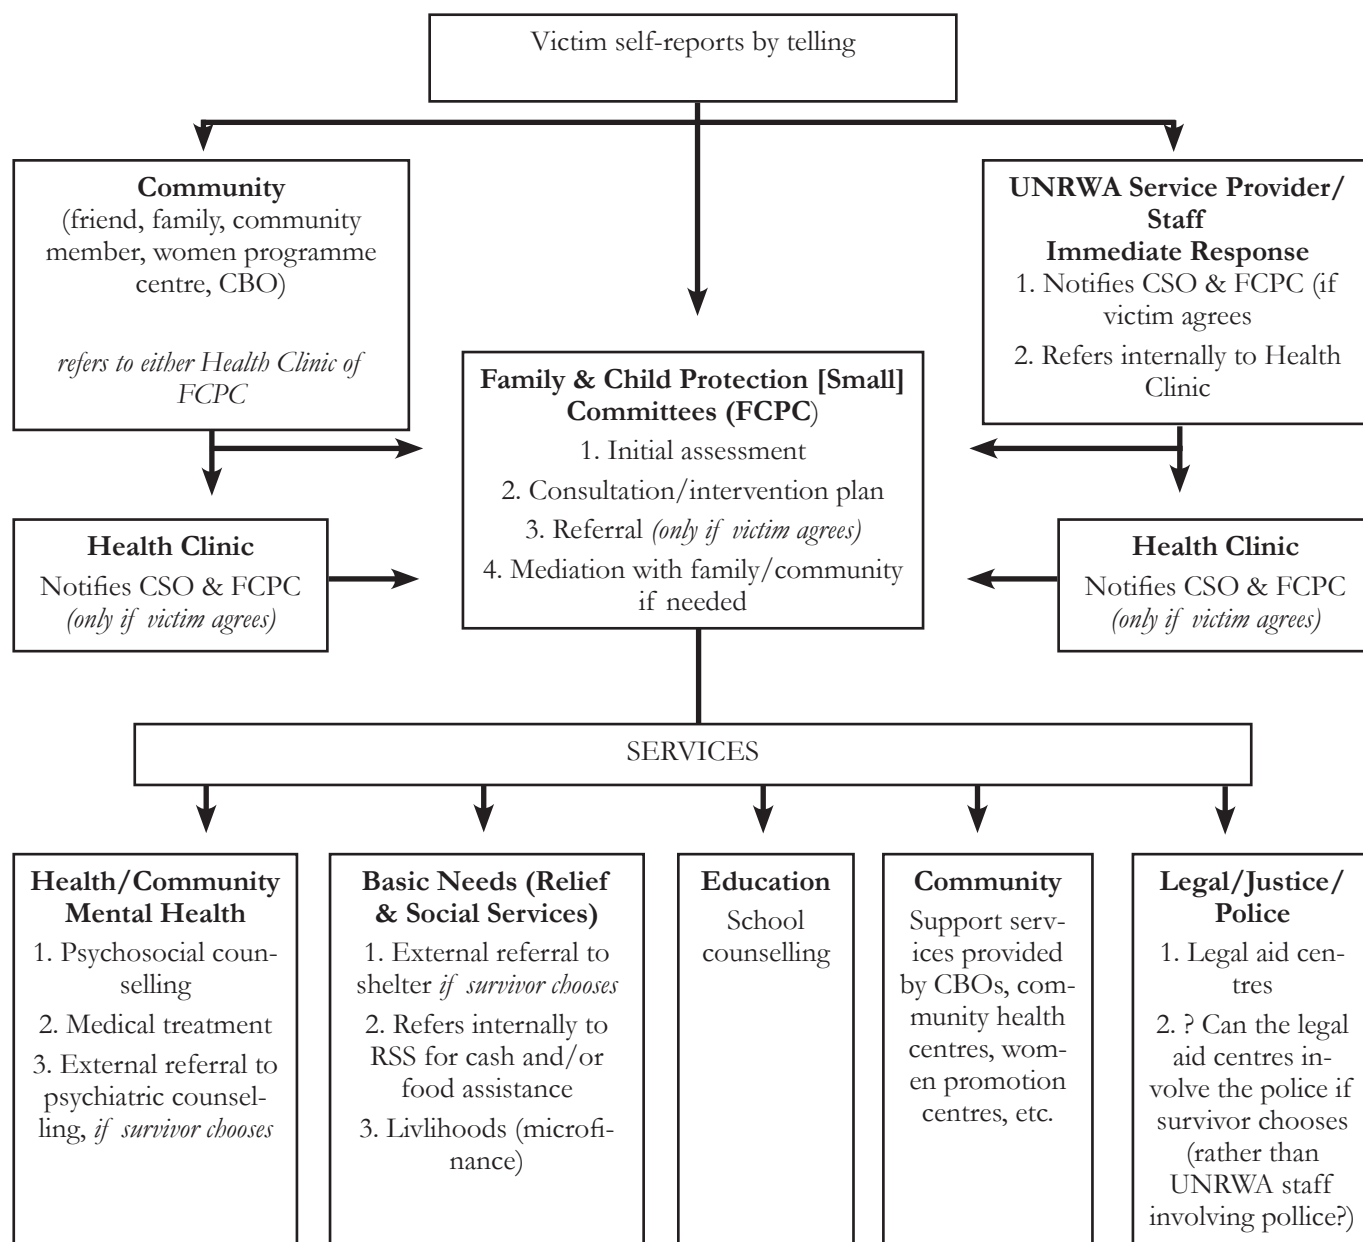 Victim self-reports by telling
Community
(friend, family, community
member, women programme
centre, CBO)
refers to either Health Clinic of
FCPC
UNRWA Service Provider/
Staff
Immediate Response
1. Notifies CSO & FCPC (if
victim agrees
2. Refers internally to Health
Clinic
Family & Child Protection [Small]
Committees (FCPC)
1. Initial assessment
2. Consultation/intervention plan
3. Referral (only if victim agrees)
4. Mediation with family/community
if needed
Health Clinic
Notifies CSO & FCPC
(only if victim agrees)
Health Clinic
Notifies CSO & FCPC
(only if victim agrees)
SERVICES
Health/Community
Mental Health
1. Psychosocial coun-
selling
2. Medical treatment
3. External referral to
psychiatric counsel-
ling, if survivor chooses
Basic Needs (Relief
& Social Services)
1. External referral to
shelter if survivor chooses
2. Refers internally to
RSS for cash and/or
food assistance
3. Livlihoods (microfi-
nance)
Education
School
counselling
Community
Support serv-
ices provided
by CBOs, com-
munity health
centres, wom-
en promotion
centres, etc.
Legal/Justice/
Police
1. Legal aid cen-
tres
2. ? Can the legal
aid centres in-
volve the police if
survivor chooses
(rather than
UNRWA staff
involving pollice?)